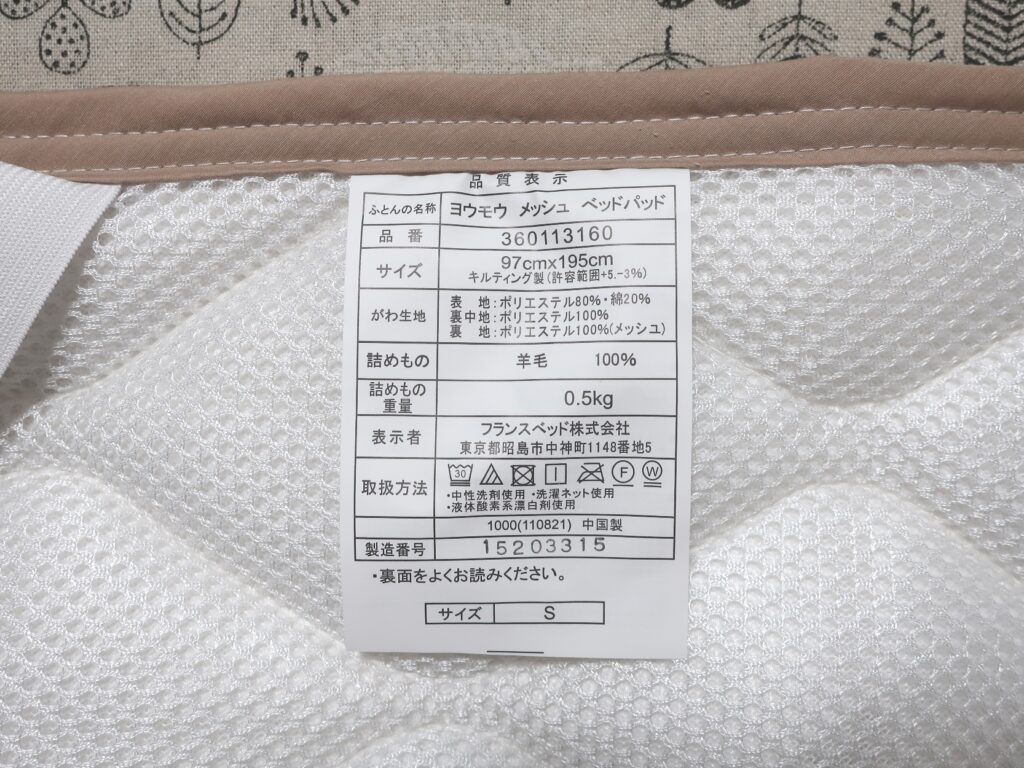 品質表示
ふとんの名称 ヨウモウ メッシュ ベッドパッド
品番 360113160
サイズ 97cmx195cm
キルティング製(許容範囲+5.-3%)
がわ生地 表 地:ポリエステル80%・綿20%
裏中地:ポリエステル100%
裏 地:ポリエステル100%(メッシュ)
詰めもの 羊毛 100%
詰めもの重量 0.5kg
表示者 フランスベッド株式会社
東京都昭島市中神町1148番地5
取扱方法 30 F W
・中性洗剤使用・洗濯ネット使用
・液体酸素系漂白剤使用
1000(110821) 中国製
製造番号 15203315
・裏面をよくお読みください。
サイズ S